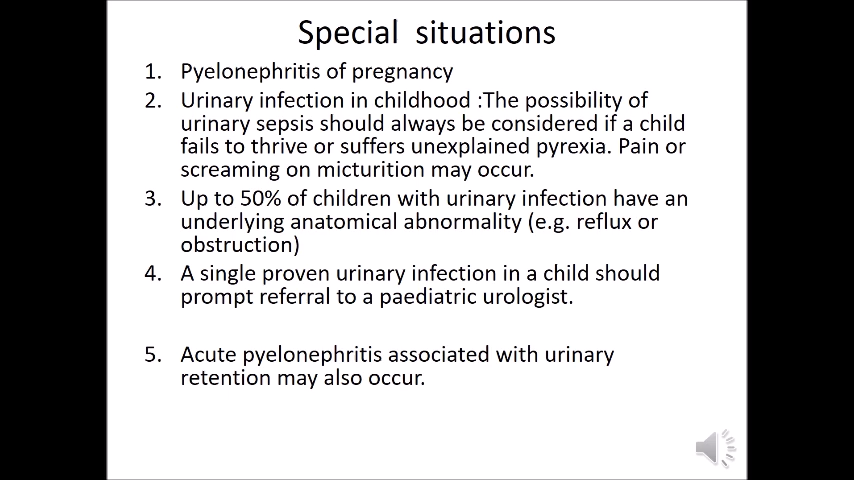 Special situations
1. Pyelonephritis of pregnancy
2. Urinary infection in childhood :The possibility of
urinary sepsis should always be considered if a child
fails to thrive or suffers unexplained pyrexia. Pain or
screaming on micturition may occur.
3. Up to 50% of children with urinary infection have an
underlying anatomical abnormality (e.g. reflux or
obstruction)
4. A single proven urinary infection in a child should
prompt referral to a paediatric urologist.
5. Acute pyelonephritis associated with urinary
retention may also occur.